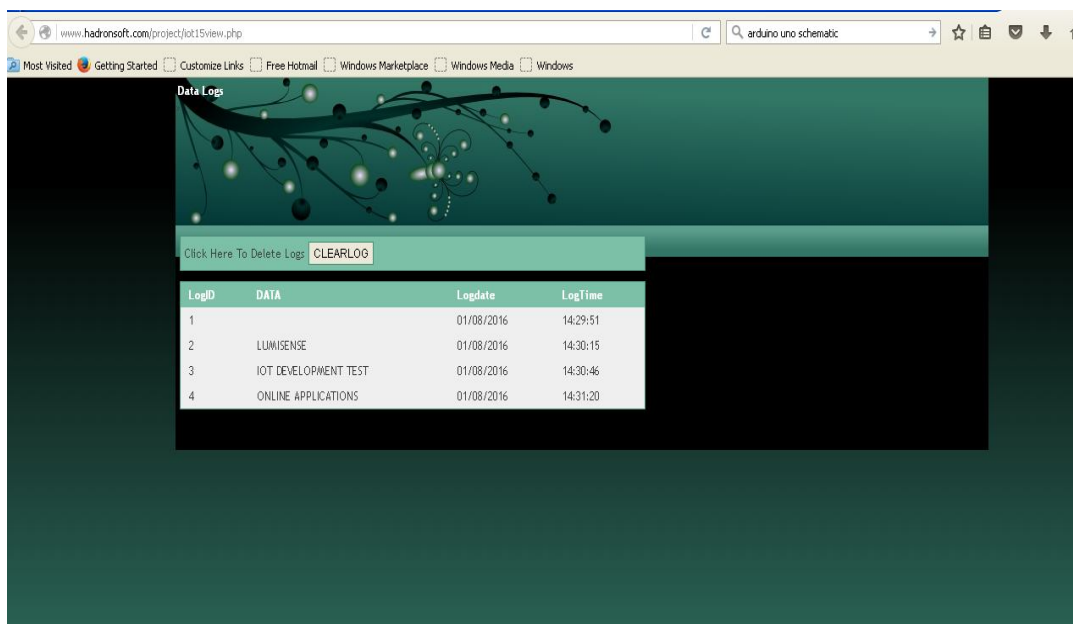 www.hadronsoft.com/project/iot15view.php arduino uno schematic
Most Visited Getting Started Customize Links Free Hotmail Windows Marketplace Windows Media Windows
Data Logs
Click Here To Delete Logs CLEARLOG
LogID DATA Logdate LogTime
1 01/08/2016 14:29:51
2 LUMISENSE 01/08/2016 14:30:15
3 IOT DEVELOPMENT TEST 01/08/2016 14:30:46
4 ONLINE APPLICATIONS 01/08/2016 14:31:20